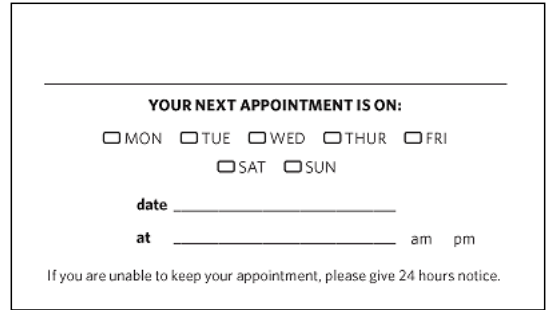 YOUR NEXT APPOINTMENT IS ON:
MON TUE WED THUR FRI
SAT SUN
date
at am pm
If you are unable to keep your appointment, please give 24 hours notice.